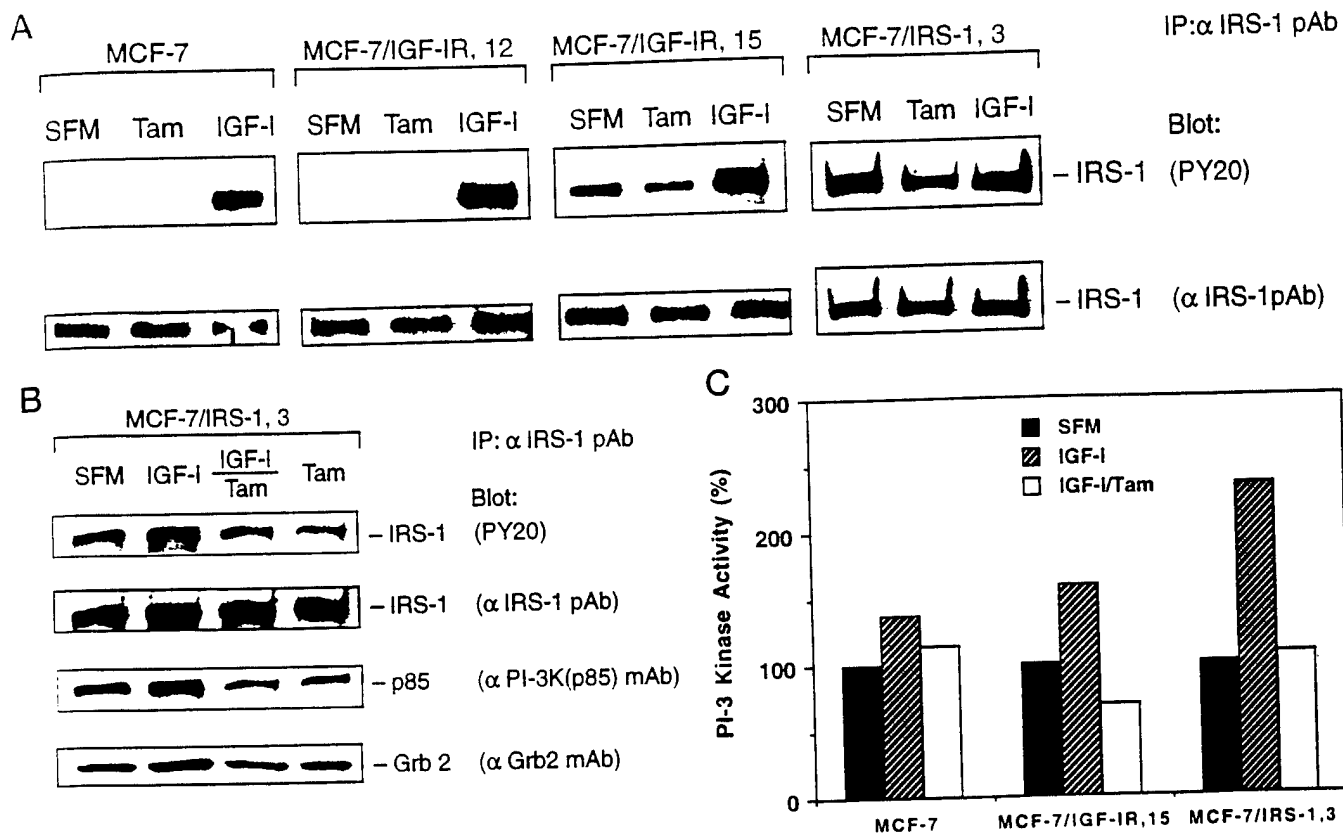 A
MCF-7
MCF-7/IGF-IR, 12
MCF-7/IGF-IR, 15
MCF-7/IRS-1, 3
IP:α IRS-1 pAb
SFM Tam IGF-I
SFM Tam IGF-I
SFM Tam IGF-I
SFM Tam IGF-I
Blot:
– IRS-1 (PY20)
– IRS-1 (α IRS-1pAb)
B
MCF-7/IRS-1, 3
IP: α IRS-1 pAb
SFM IGF-I IGF-I/Tam Tam
Blot:
– IRS-1 (PY20)
– IRS-1 (α IRS-1 pAb)
– p85 (α PI-3K(p85) mAb)
– Grb 2 (α Grb2 mAb)
C
PI-3 Kinase Activity (%)
300
200
100
0
SFM
IGF-I
IGF-I/Tam
MCF-7
MCF-7/IGF-IR,15
MCF-7/IRS-1,3